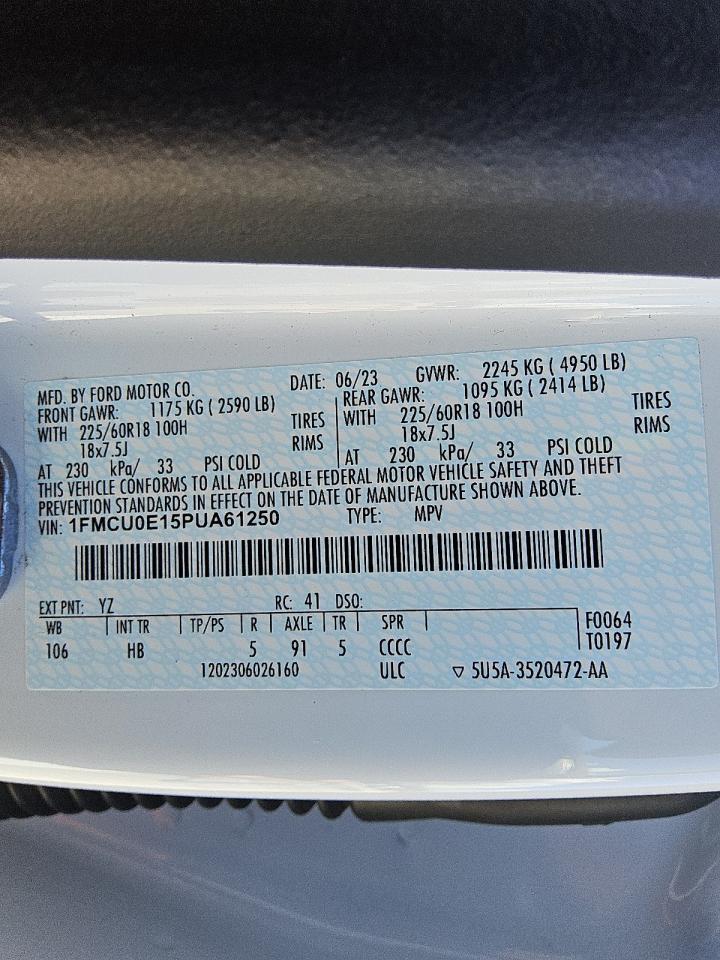 MFD. BY FORD MOTOR CO. DATE: 06/23 GVWR: 2245 KG ( 4950 LB)
FRONT GAWR: 1175 KG ( 2590 LB) REAR GAWR: 1095 KG ( 2414 LB)
WITH 225/60R18 100H TIRES WITH 225/60R18 100H TIRES
18x7.5J RIMS 18x7.5J RIMS
AT 230 kPa/ 33 PSI COLD AT 230 kPa/ 33 PSI COLD
THIS VEHICLE CONFORMS TO ALL APPLICABLE FEDERAL MOTOR VEHICLE SAFETY AND THEFT
PREVENTION STANDARDS IN EFFECT ON THE DATE OF MANUFACTURE SHOWN ABOVE.
VIN: 1FMCU0E15PUA61250 TYPE: MPV
EXT PNT: YZ RC: 41 DSO:
WB INT TR TP/PS R AXLE TR SPR F0064
106 HB 5 91 5 CCCC T0197
1202306026160 ULC ▽ 5U5A-3520472-AA